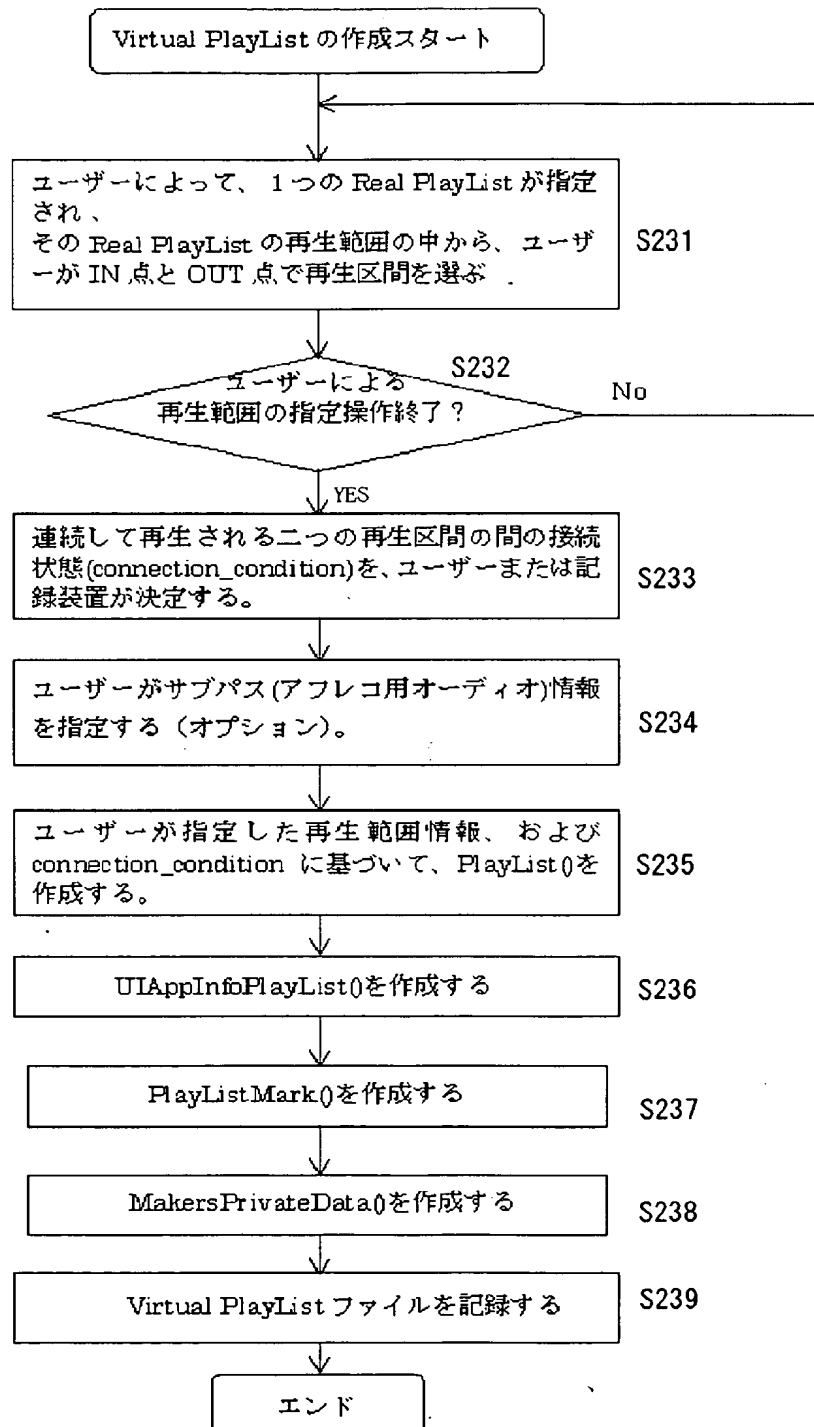 Virtual PlayList の作成スタート
ユーザーによって、1つの Real PlayList が指定
され、
その Real PlayList の再生範囲の中から、ユーザ
ーが IN 点と OUT 点で再生区間を選ぶ
S231
S232
ユーザーによる
再生範囲の指定操作終了？
No
YES
連続して再生される二つの再生区間の間の接続
状態(connection_condition)を、ユーザーまたは記
録装置が決定する。
S233
ユーザーがサブパス(アフレコ用オーディオ)情報
を指定する（オプション）。
S234
ユーザーが指定した再生範囲情報、および
connection_condition に基づいて、PlayList()を
作成する。
S235
UIAppInfoPlayList()を作成する
S236
PlayListMark()を作成する
S237
MakersPrivateData()を作成する
S238
Virtual PlayList ファイルを記録する
S239
エンド